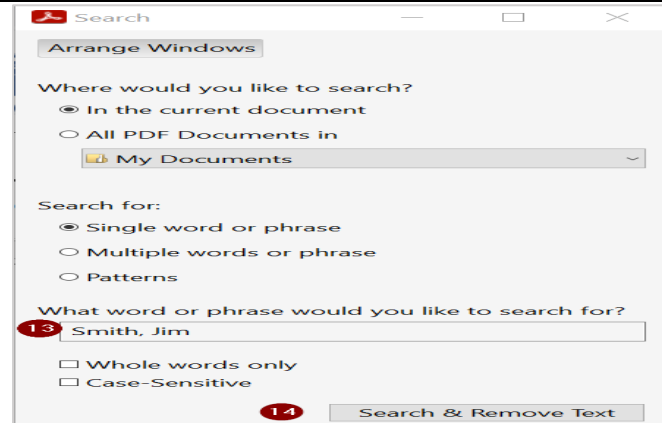 Search
Arrange Windows
Where would you like to search?
In the current document
All PDF Documents in
My Documents
Search for:
Single word or phrase
Multiple words or phrase
Patterns
What word or phrase would you like to search for?
13 Smith, Jim
Whole words only
Case-Sensitive
14 Search & Remove Text